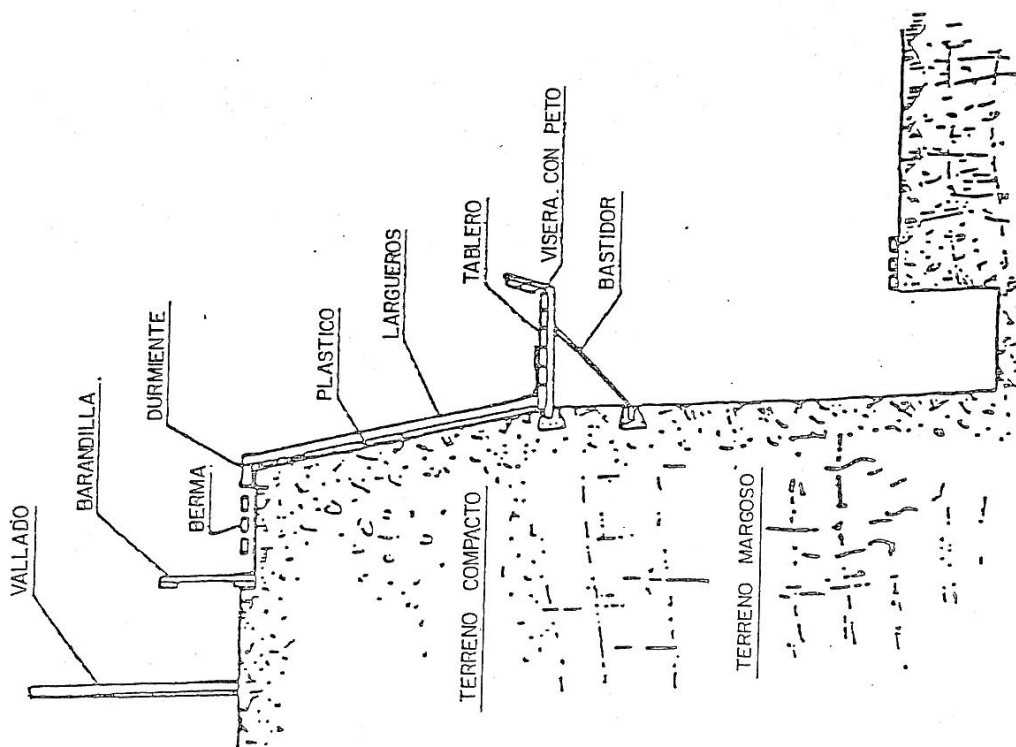 VALLADO
BARANDILLA
DURMIENTE
BERMA
PLASTICO
LARGUEROS
TABLERO
VISERA. CON PETO
BASTIDOR
TERRENO COMPACTO
TERRENO MARGOSO